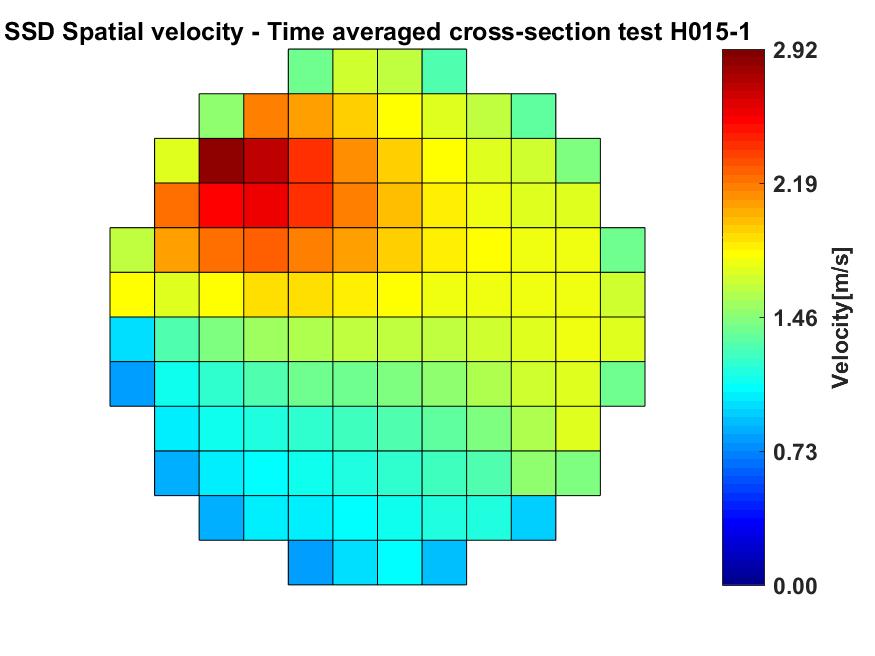 SSD Spatial velocity - Time averaged cross-section test H015-1
2.92
2.19
1.46
0.73
0.00
Velocity[m/s]